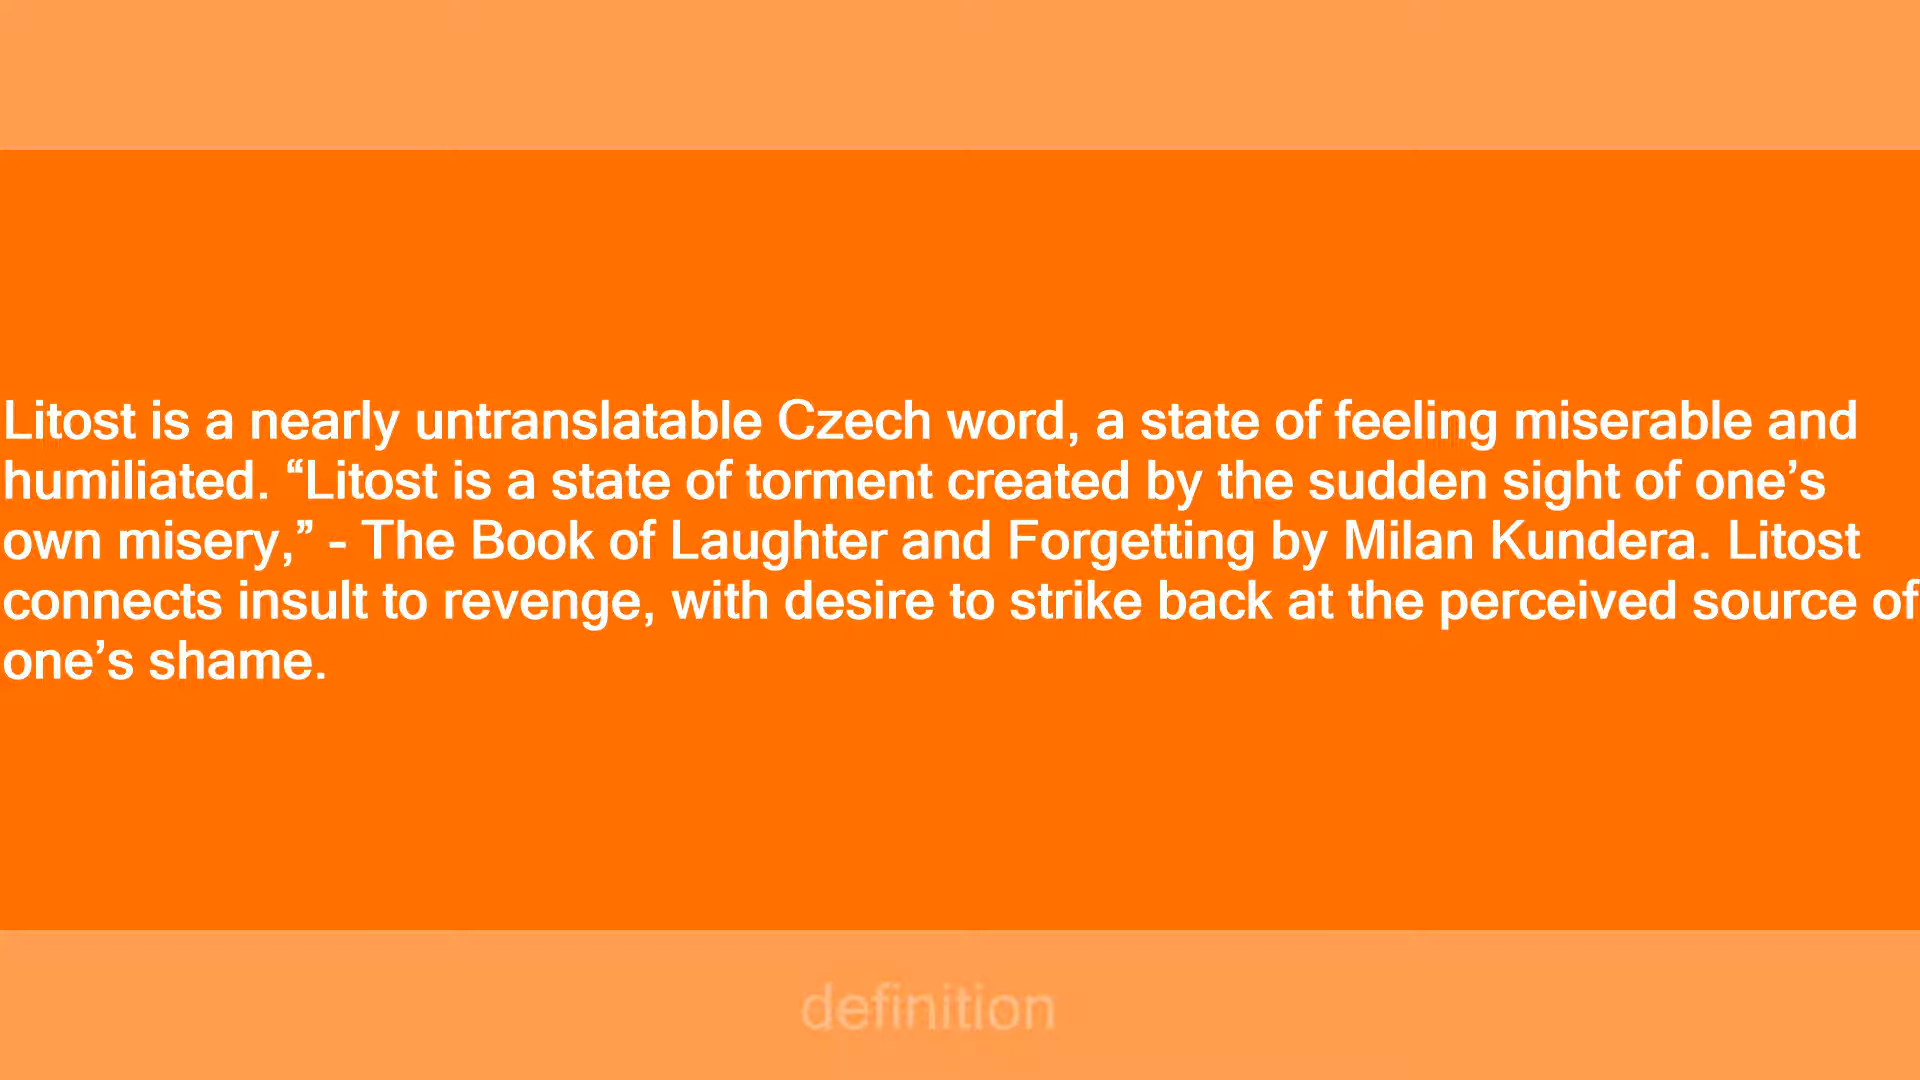 Litost is a nearly untranslatable Czech word, a state of feeling miserable and
humiliated. “Litost is a state of torment created by the sudden sight of one’s
own misery,” - The Book of Laughter and Forgetting by Milan Kundera. Litost
connects insult to revenge, with desire to strike back at the perceived source of
one’s shame.
definition